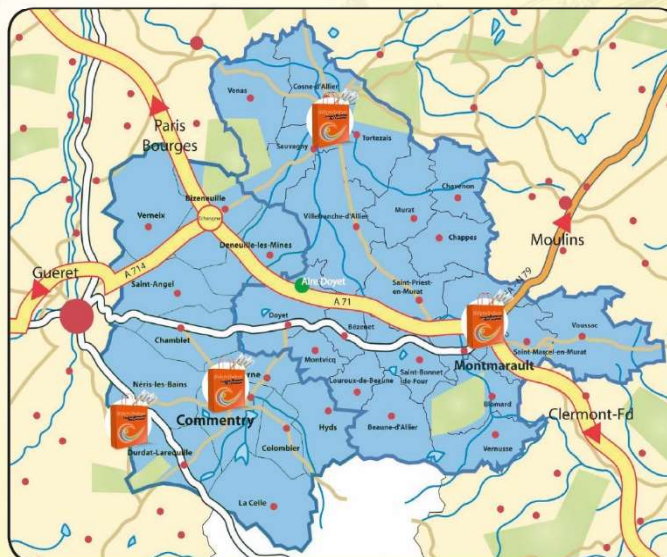 Cosne-d'Allier
Venas
Paris
Bourges
Sauvagny
Tortezais
Bizeneuille
Chavenon
Verneix
Villefranche-d'Allier
Murat
Deneuille-les-Mines
Chappes
Moulins
Guéret
A 714
Aire Doyet
Saint-Angel
A 71
Saint-Priest-
en-Murat
N 79
Doyet
Bézenet
Voussac
Chamblet
Saint-Marcel-en-Murat
Montvicq
Saint-Bonnet
de-Four
Montmarault
Néris-les-Bains
Louroux-de-Beaune
Commentry
Blomard
Clermont-Fd
Hyds
Beaune-d'Allier
Durdat-Larequille
Colombier
Vernusse
La Celle